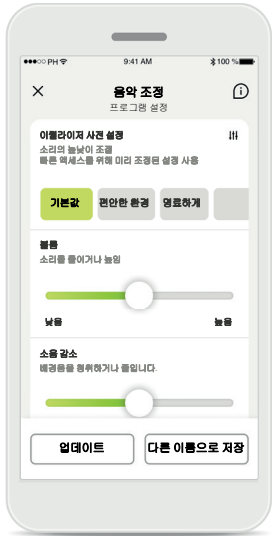 PH 9:41 AM 100 %
음악 조정
프로그램 설정
이퀄라이저 사전 설정
소리의 높낮이 조절
빠른 액세스를 위해 미리 조정된 설정 사용
기본값 편안한 환경 명료하게
볼륨
소리를 줄이거나 높임
낮음 높음
소음 감소
배경음을 청취하거나 줄입니다.
업데이트 다른 이름으로 저장